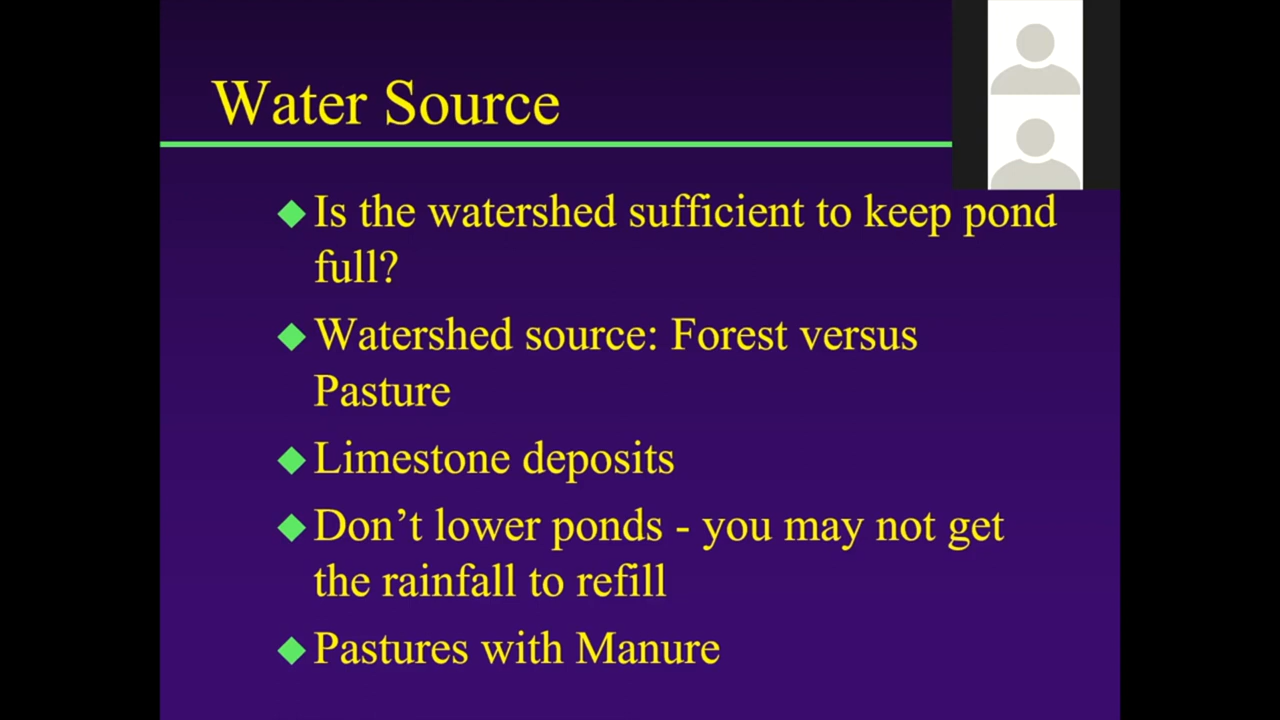 Water Source
Is the watershed sufficient to keep pond
full?
Watershed source: Forest versus
Pasture
Limestone deposits
Don’t lower ponds - you may not get
the rainfall to refill
Pastures with Manure